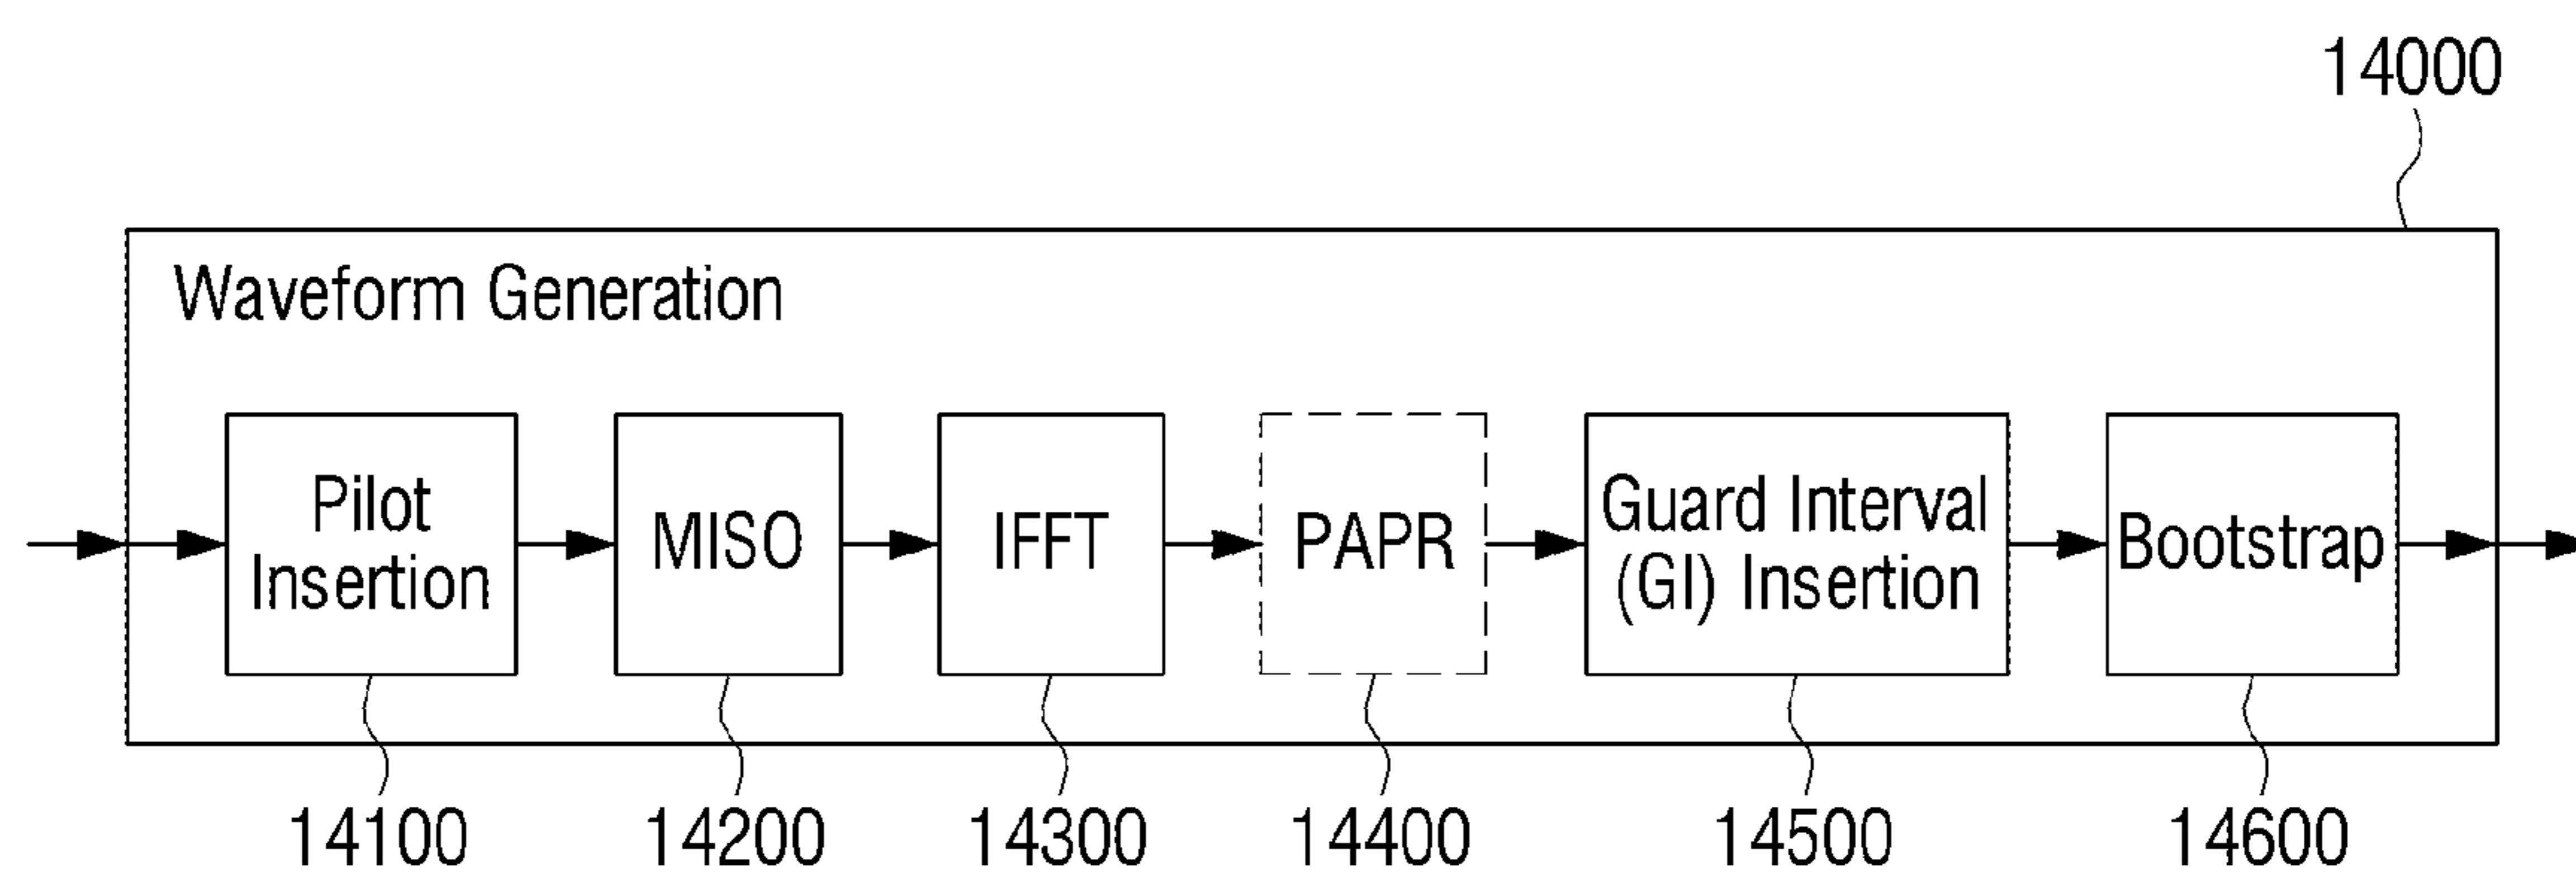 14000
Waveform Generation
Pilot
Insertion
MISO
IFFT
PAPR
Guard Interval
(GI) Insertion
Bootstrap
14100
14200
14300
14400
14500
14600